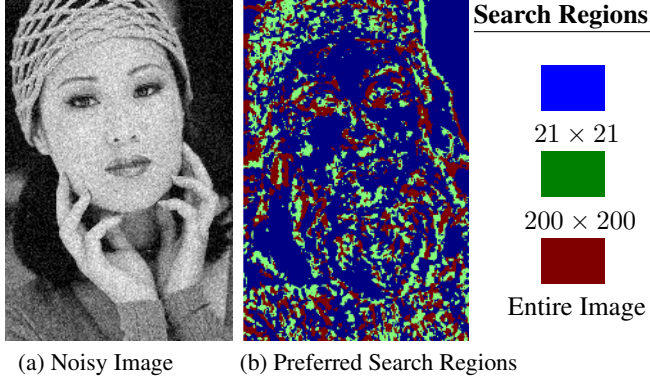 Search Regions
21 × 21
200 × 200
Entire Image
(a) Noisy Image
(b) Preferred Search Regions